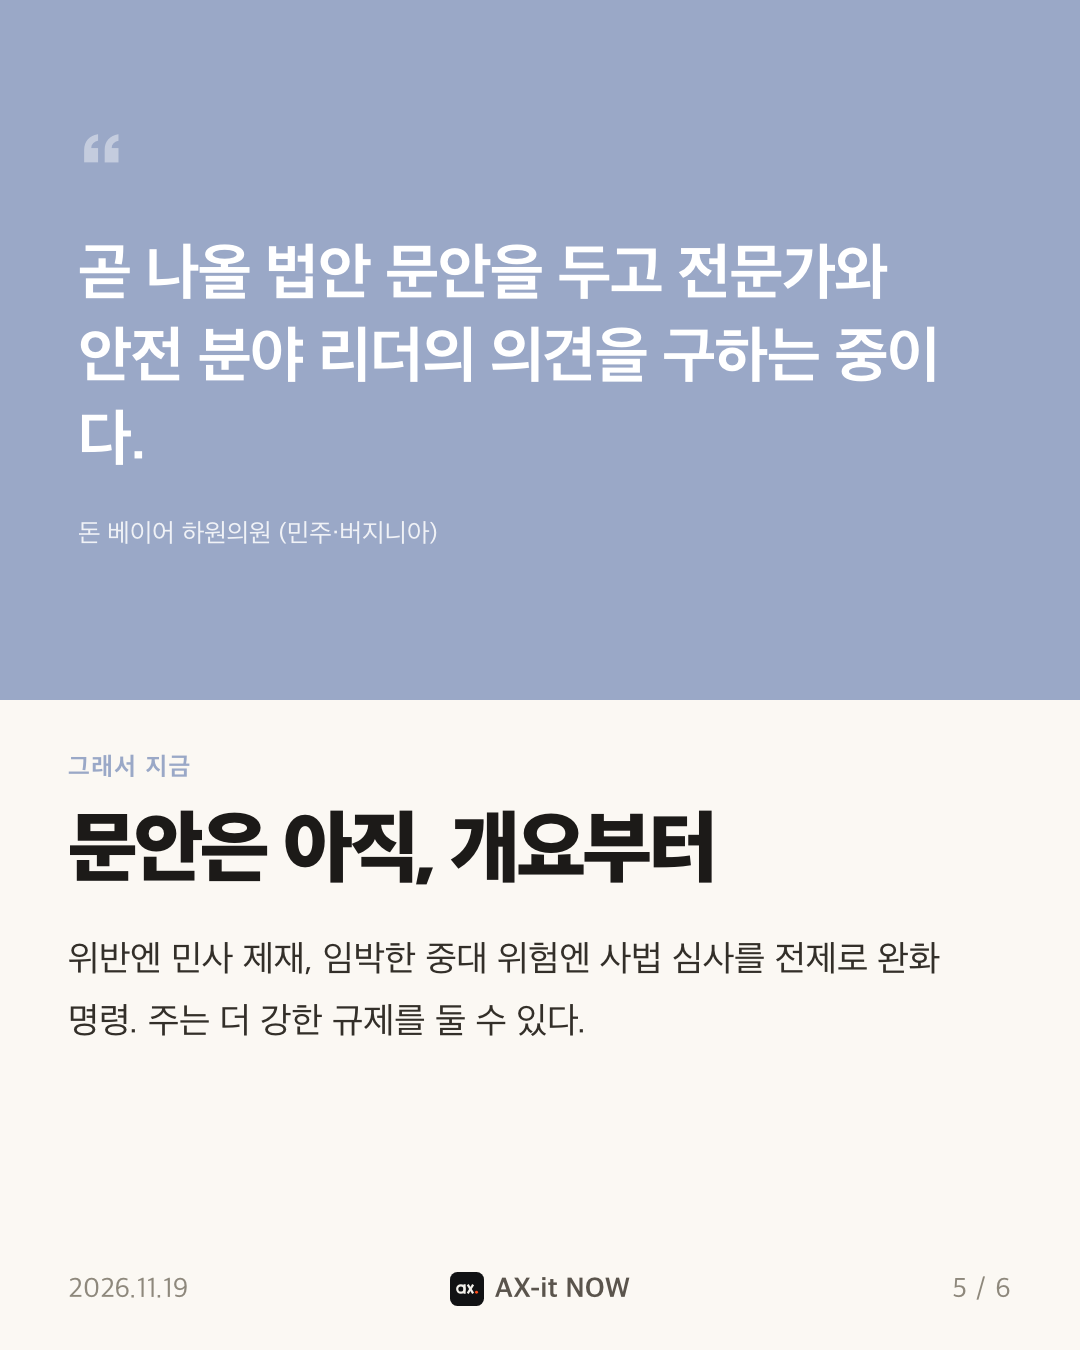 “
곧 나올 법안 문안을 두고 전문가와
안전 분야 리더의 의견을 구하는 중이
다.
돈 베이어 하원의원 (민주·버지니아)
그래서 지금
문안은 아직, 개요부터
위반엔 민사 제재, 임박한 중대 위험엔 사법 심사를 전제로 완화
명령. 주는 더 강한 규제를 둘 수 있다.
2026.11.19
ax. AX-it NOW
5 / 6